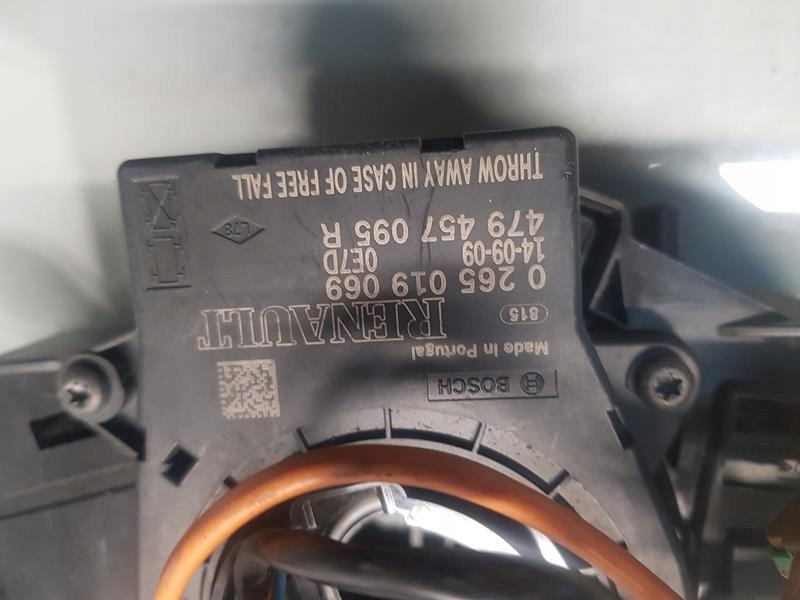 BOSCH
Made in Portugal
RENAULT
815
0 265 019 069
0E7D
14-09-09
479 457 095 R
L78
THROW AWAY IN CASE OF FREE FALL